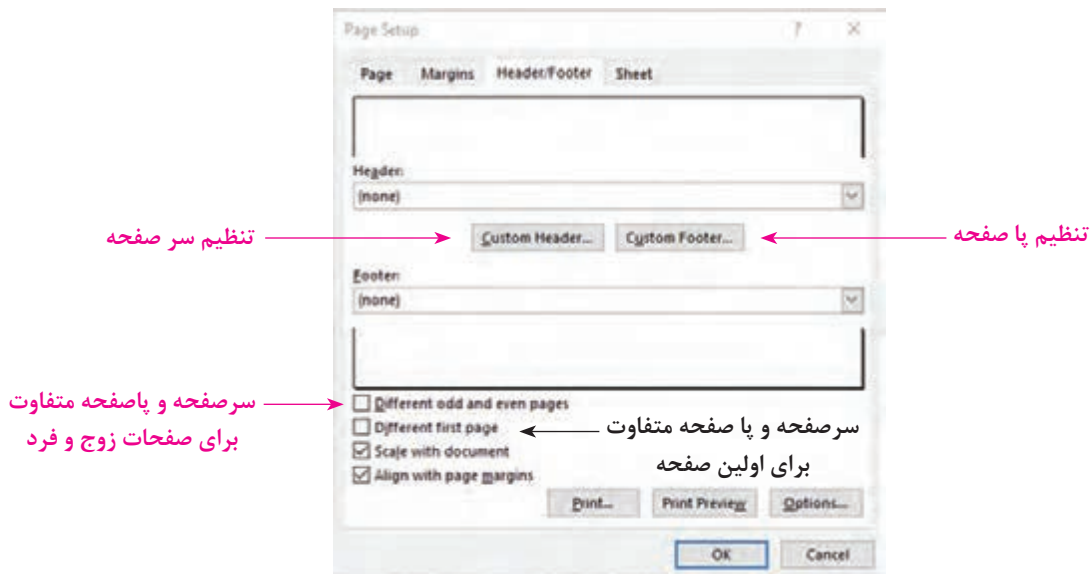 Page Setup
? ×
Page Margins Header/Footer Sheet
Header:
(none)
تنظیم سر صفحه
Custom Header... Custom Footer...
تنظیم پا صفحه
Footer:
(none)
سرصفحه و پاصفحه متفاوت
برای صفحات زوج و فرد
Different odd and even pages
Different first page
سرصفحه و پا صفحه متفاوت
برای اولین صفحه
Scale with document
Align with page margins
Print... Print Preview Options...
OK Cancel